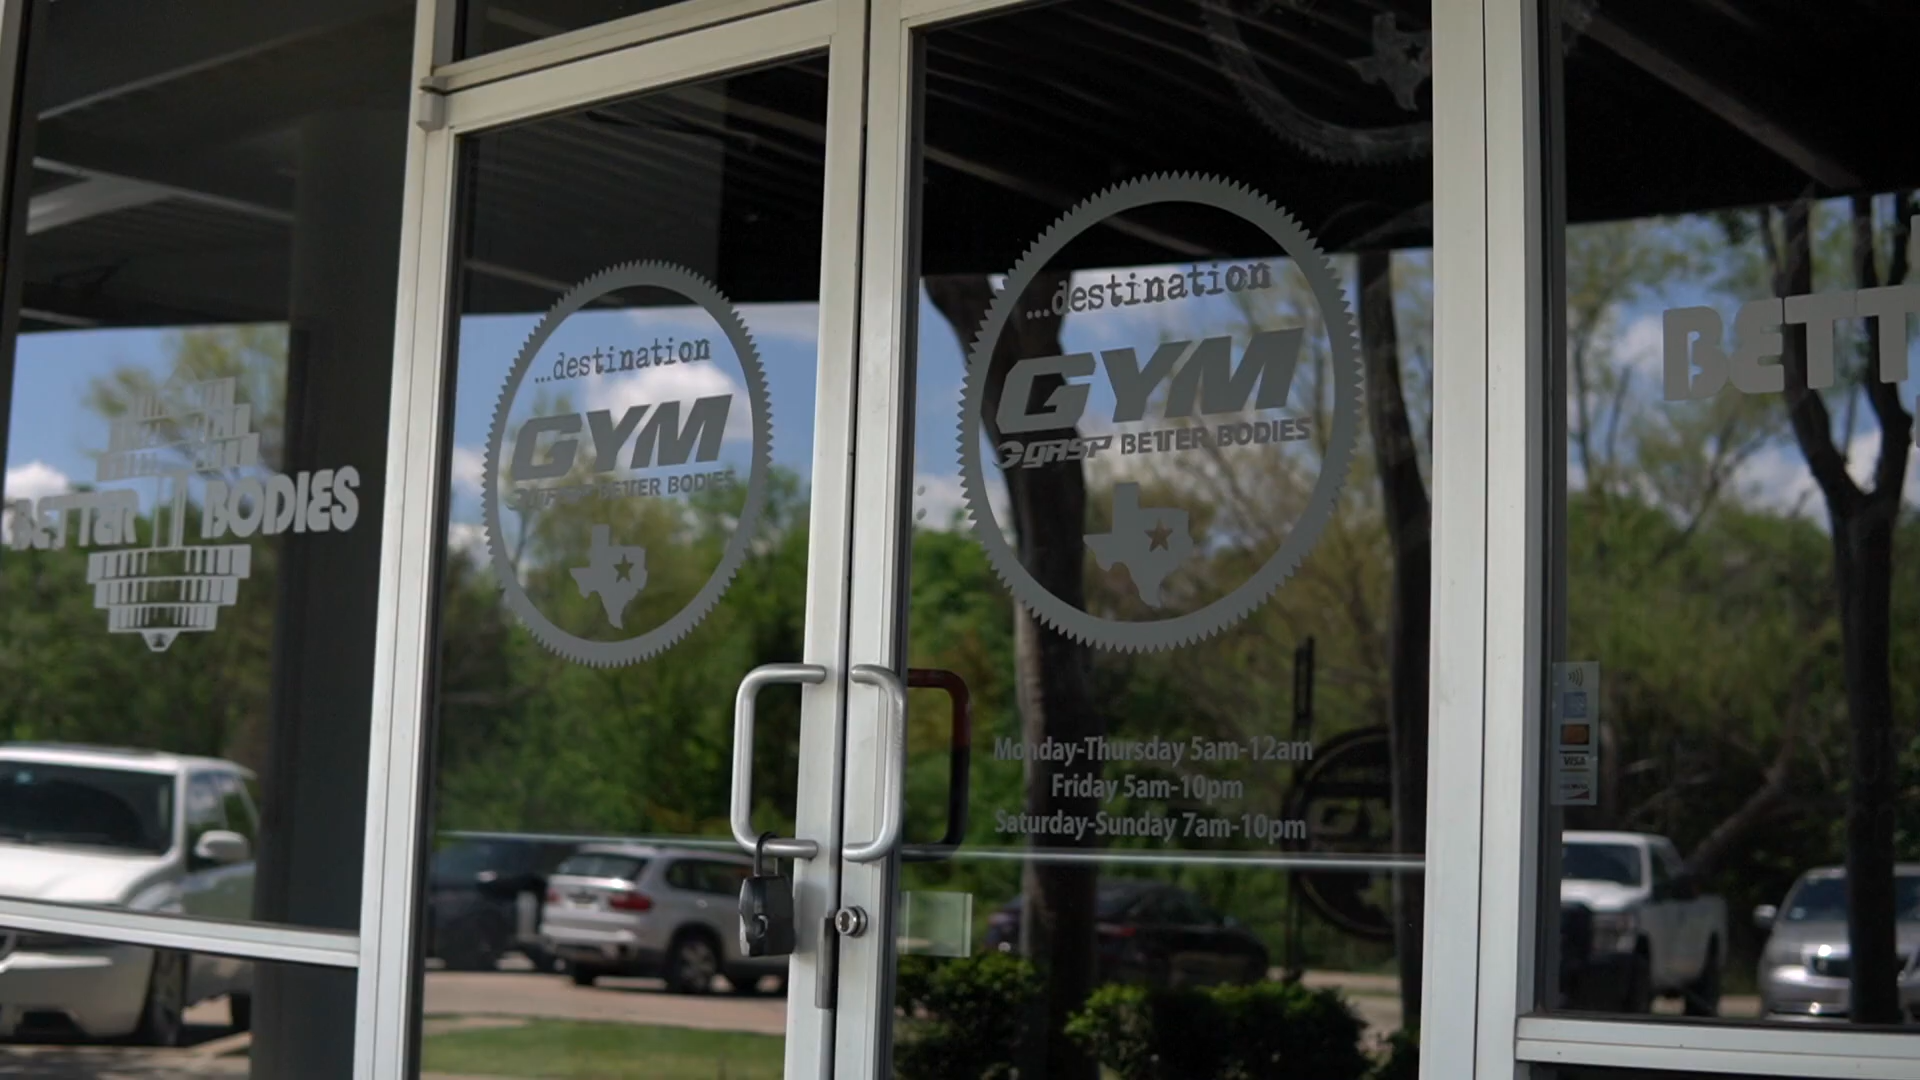 BETTER BODIES
...destination
GYM
GASP BETTER BODIES
...destination
GYM
GASP BETTER BODIES
Monday-Thursday 5am-12am
Friday 5am-10pm
Saturday-Sunday 7am-10pm
BETT
VISA